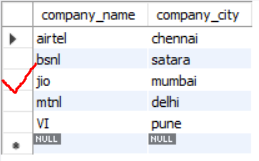 company_name company_city
airtel chennai
bsnl satara
jio mumbai
mtnl delhi
VI pune
NULL NULL